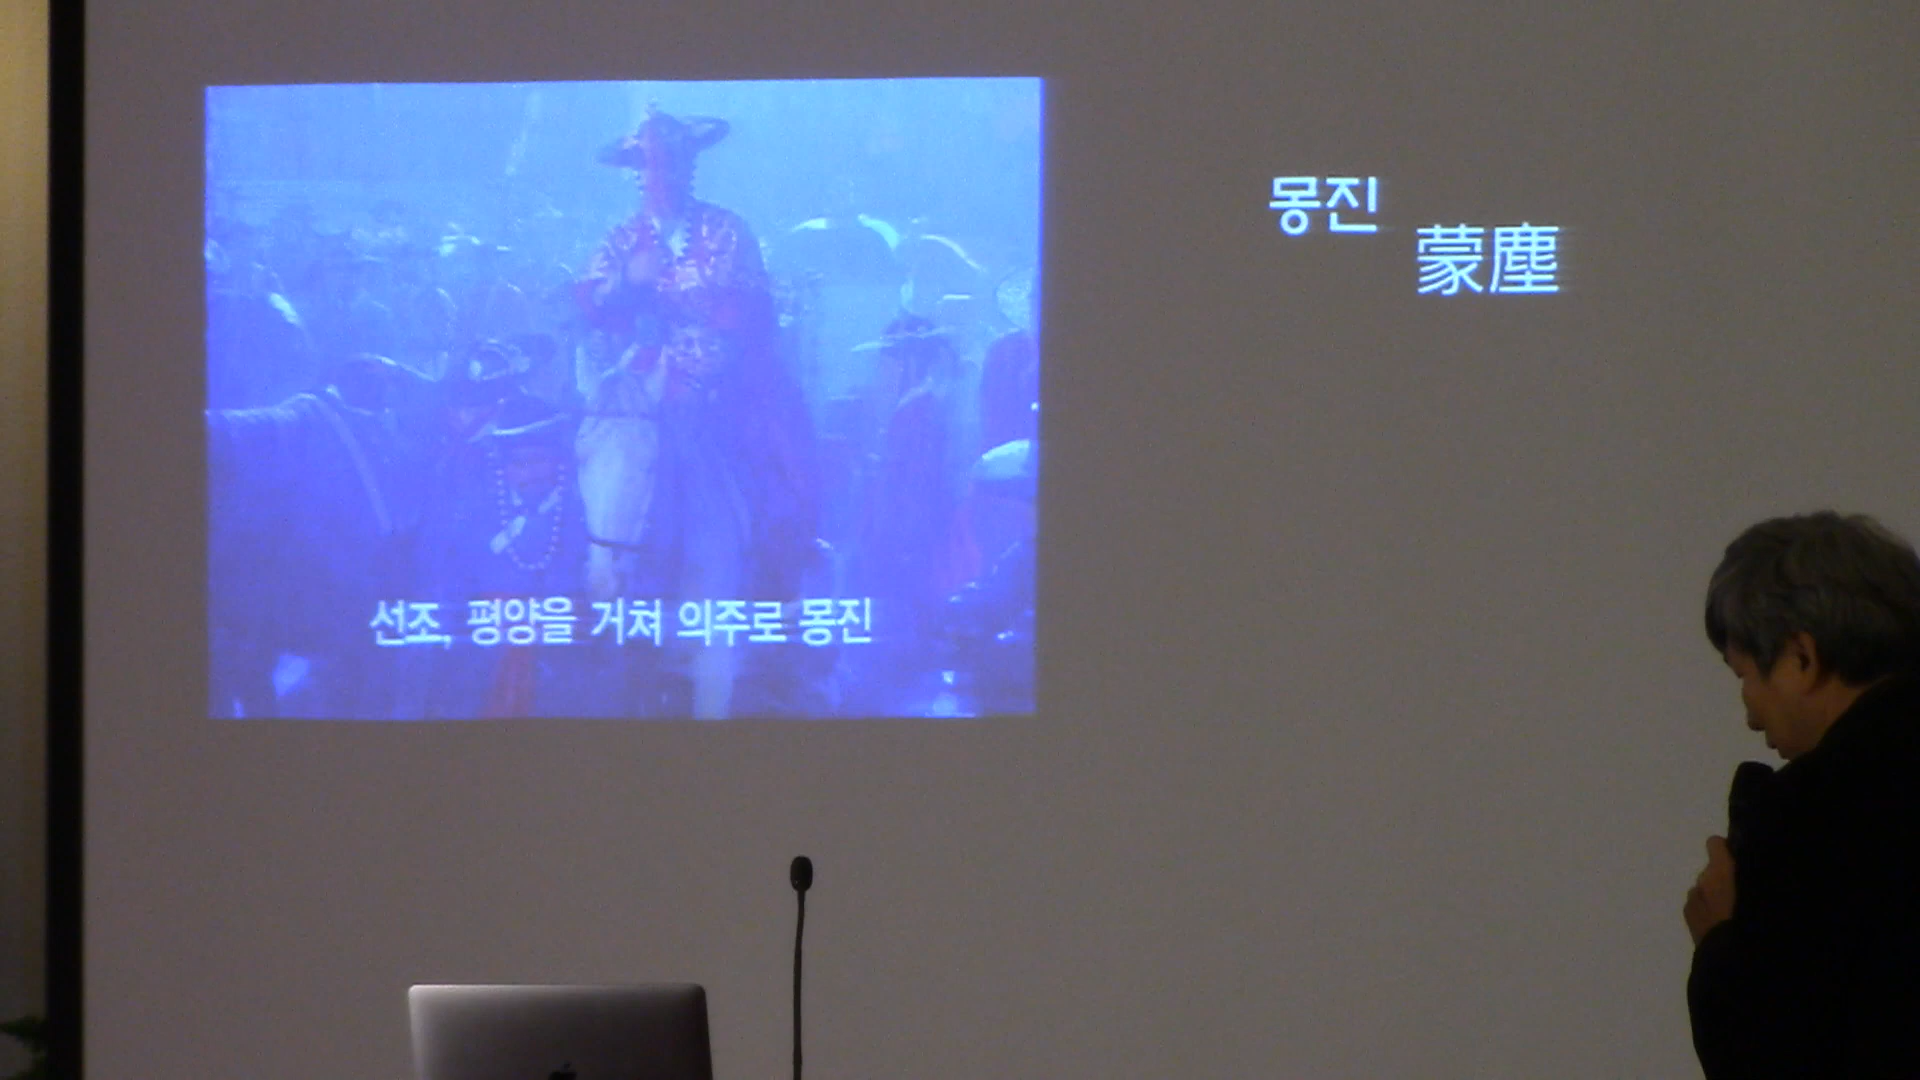 몽진
蒙塵
선조, 평양을 거쳐 의주로 몽진